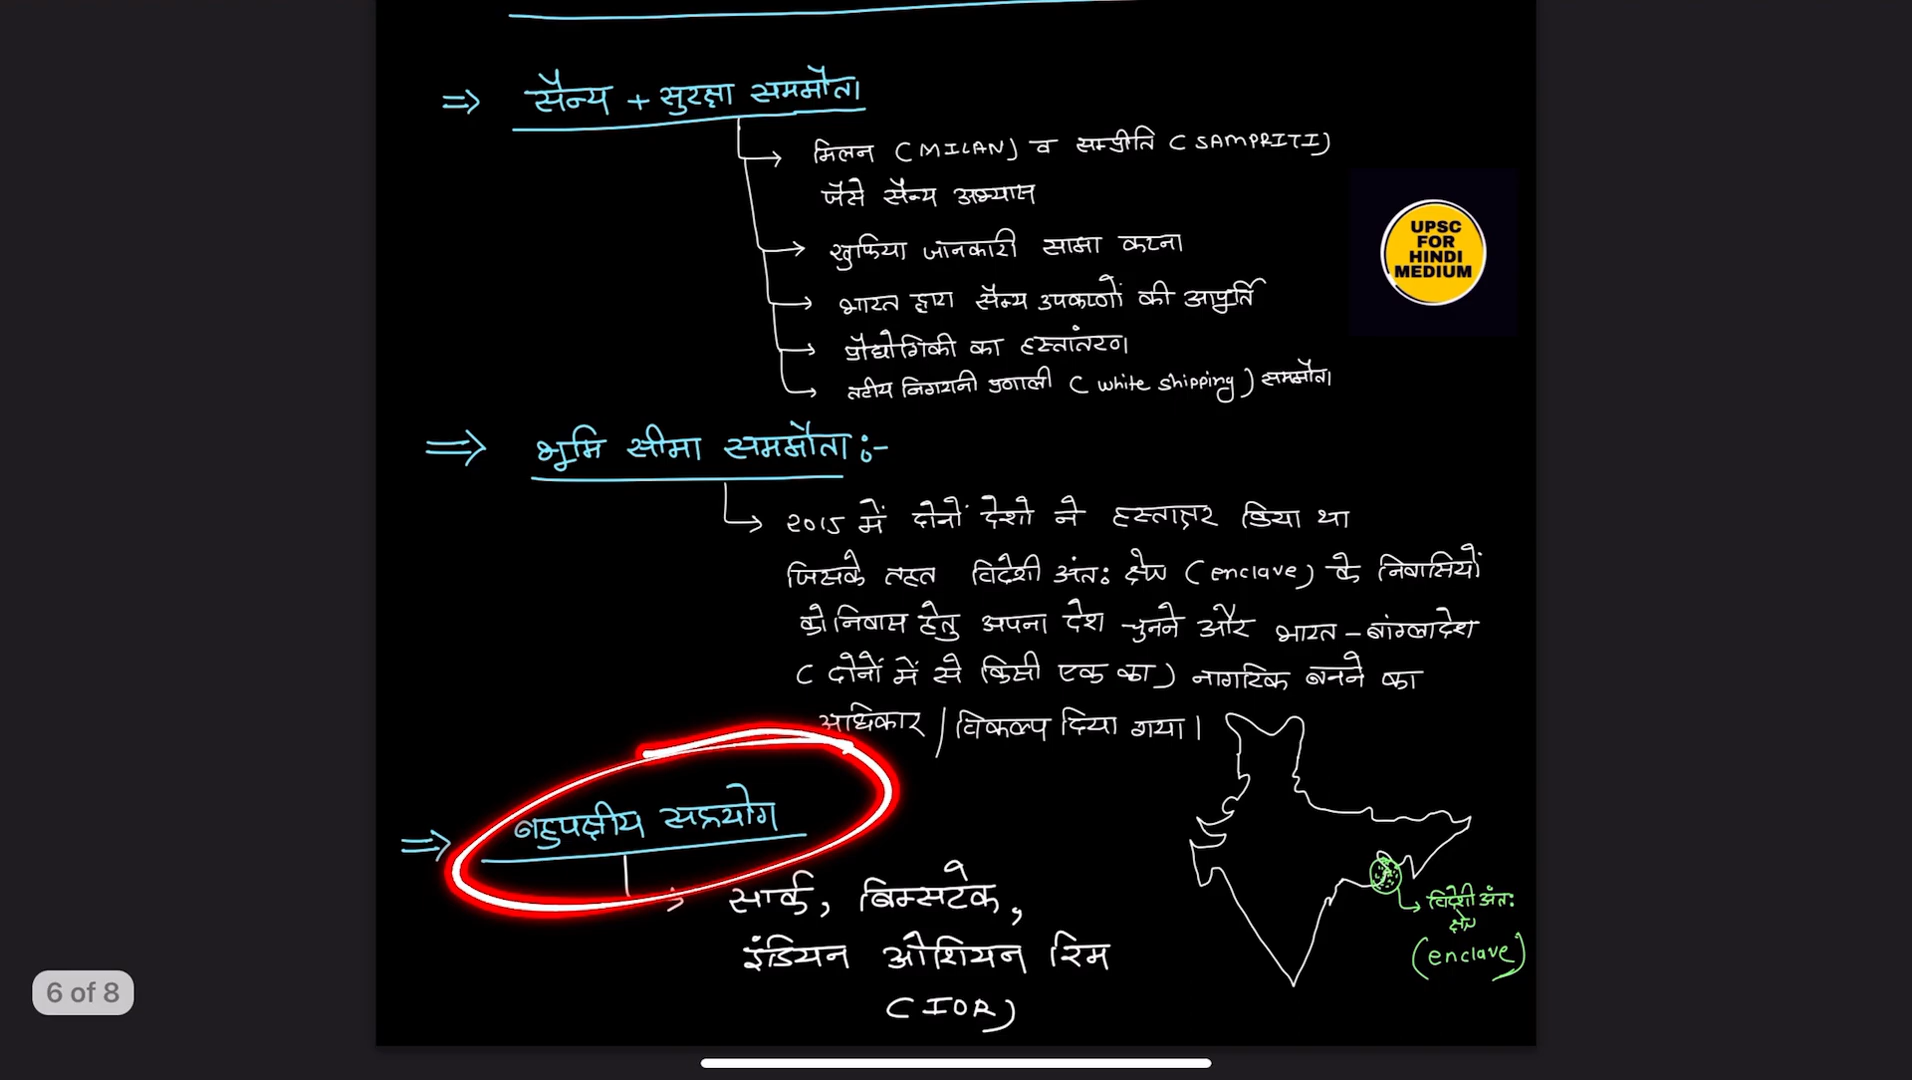 ⇒ सैन्य + सुरक्षा समझौता
मिलन (MILAN) व सम्प्रीति (SAMPRITI)
जैसे सैन्य अभ्यास
UPSC
FOR
HINDI
MEDIUM
खुफिया जानकारी साझा करना
भारत द्वारा सैन्य उपकरणों की आपूर्ति
प्रौद्योगिकी का हस्तांतरण
तटीय निगरानी प्रणाली (white shipping) समझौता
⇒ भूमि सीमा समझौता :-
२०15 में दोनों देशो ने हस्ताक्षर किया था
जिसके तहत विदेशी अंत: क्षेत्र (enclave) के निवासियों
को निवास हेतु अपना देश चुनने और भारत - बांग्लादेश
( दोनों में से किसी एक का) नागरिक बनने का
अधिकार / विकल्प दिया गया।
⇒ बहुपक्षीय सहयोग
सार्क, बिम्सटेक,
इंडियन ओशियन रिम
(IOR)
विदेशी अंत:
क्षेत्र
(enclave)
6 of 8